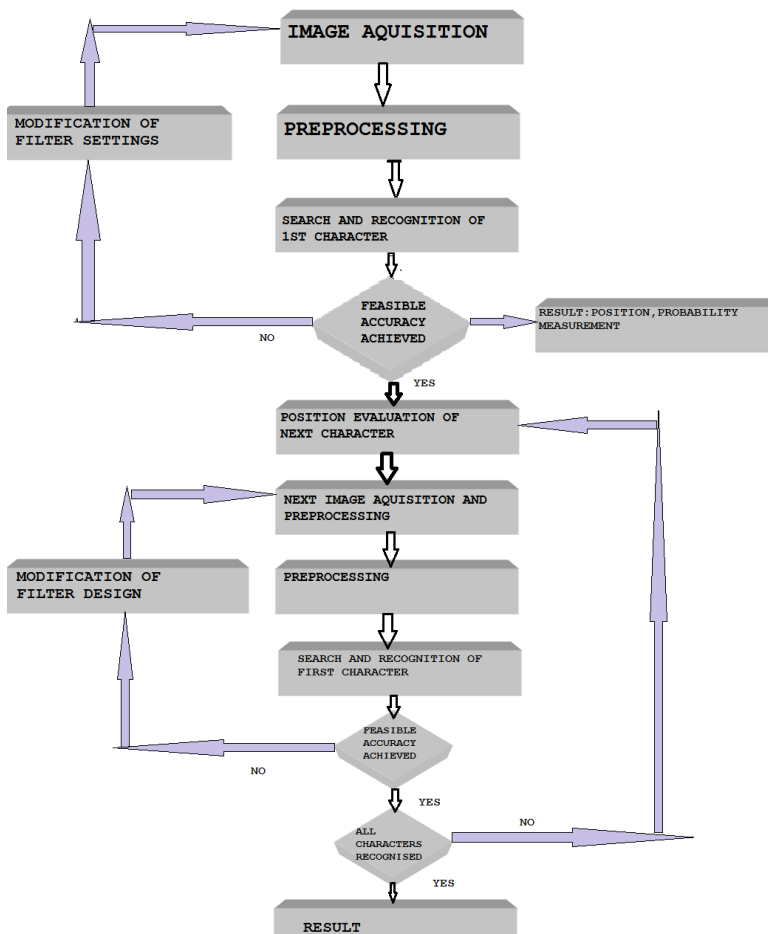 IMAGE AQUISITION
MODIFICATION OF
FILTER SETTINGS
PREPROCESSING
SEARCH AND RECOGNITION OF
1ST CHARACTER
FEASIBLE
ACCURACY
ACHIEVED
RESULT:POSITION,PROBABILITY
MEASUREMENT
NO
YES
POSITION EVALUATION OF
NEXT CHARACTER
NEXT IMAGE AQUISITION AND
PREPROCESSING
MODIFICATION OF
FILTER DESIGN
PREPROCESSING
SEARCH AND RECOGNITION OF
FIRST CHARACTER
FEASIBLE
ACCURACY
ACHIEVED
NO
YES
ALL
CHARACTERS
RECOGNISED
NO
YES
RESULT